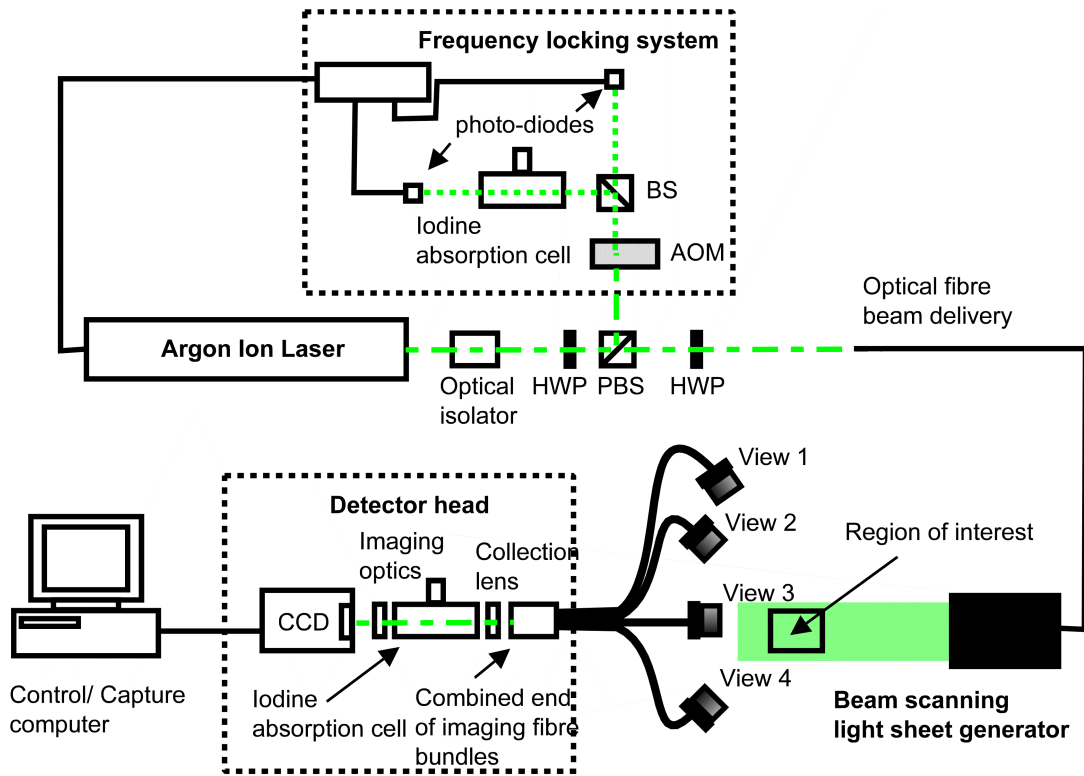 Frequency locking system
photo-diodes
BS
Iodine
absorption cell
AOM
Optical fibre
beam delivery
Argon Ion Laser
Optical
isolator
HWP
PBS
HWP
View 1
View 2
Detector head
Region of interest
Imaging
optics
Collection
lens
View 3
CCD
View 4
Control/ Capture
computer
Iodine
absorption cell
Combined end
of imaging fibre
bundles
Beam scanning
light sheet generator